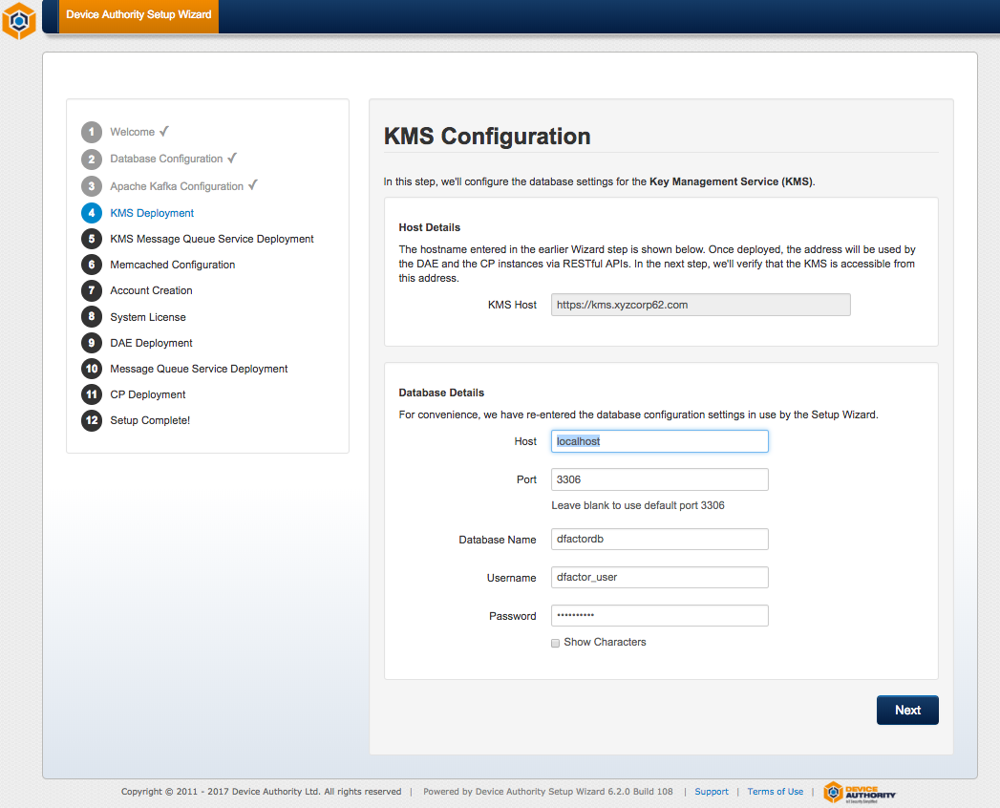 Device Authority Setup Wizard
1 Welcome ✓
2 Database Configuration ✓
3 Apache Kafka Configuration ✓
4 KMS Deployment
5 KMS Message Queue Service Deployment
6 Memcached Configuration
7 Account Creation
8 System License
9 DAE Deployment
10 Message Queue Service Deployment
11 CP Deployment
12 Setup Complete!
KMS Configuration
In this step, we'll configure the database settings for the Key Management Service (KMS).
Host Details
The hostname entered in the earlier Wizard step is shown below. Once deployed, the address will be used by
the DAE and the CP instances via RESTful APIs. In the next step, we'll verify that the KMS is accessible from
this address.
KMS Host https://kms.xyzcorp62.com
Database Details
For convenience, we have re-entered the database configuration settings in use by the Setup Wizard.
Host localhost
Port 3306
Leave blank to use default port 3306
Database Name dfactordb
Username dfactor_user
Password ••••••••••
Show Characters
Next
Copyright © 2011 - 2017 Device Authority Ltd. All rights reserved | Powered by Device Authority Setup Wizard 6.2.0 Build 108 | Support | Terms of Use |
DEVICE
AUTHORITY